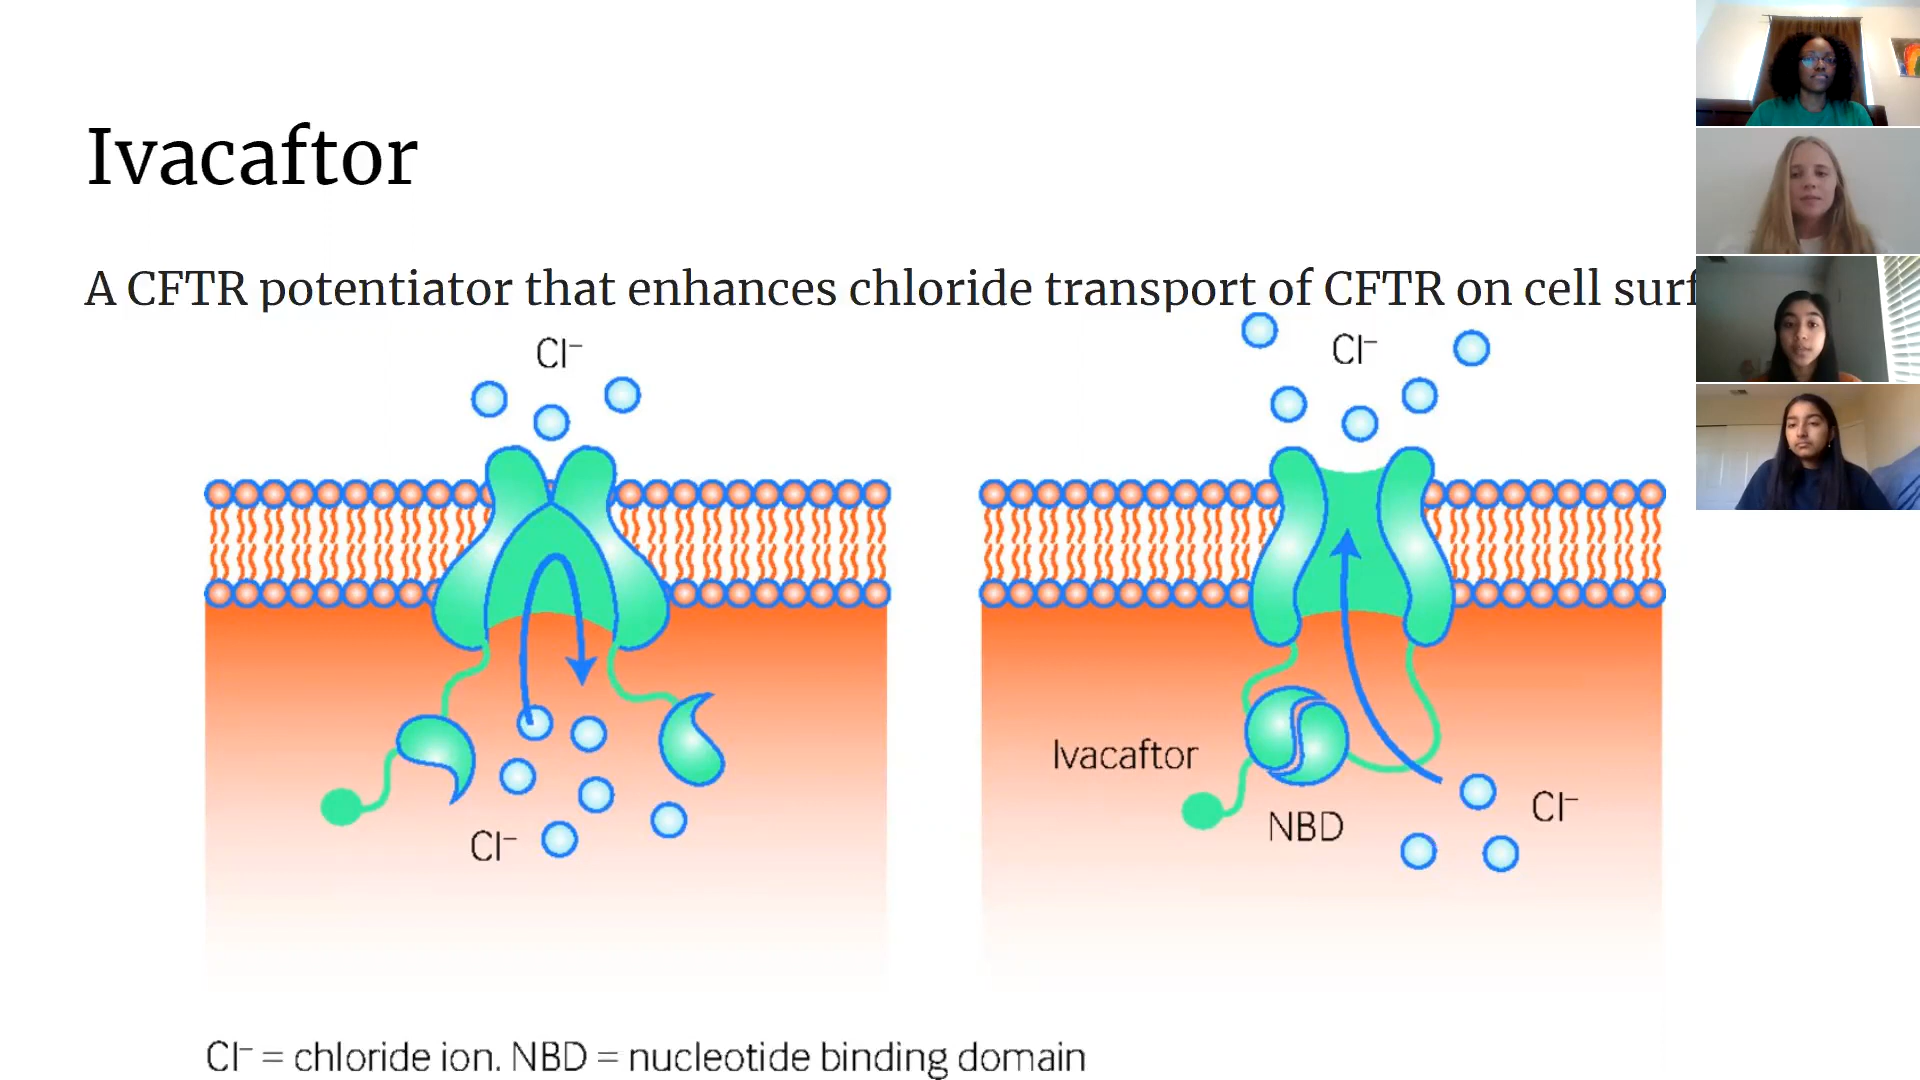 Ivacaftor
A CFTR potentiator that enhances chloride transport of CFTR on cell surf
Cl⁻
Cl⁻
Cl⁻
Ivacaftor
NBD
Cl⁻
Cl⁻ = chloride ion. NBD = nucleotide binding domain